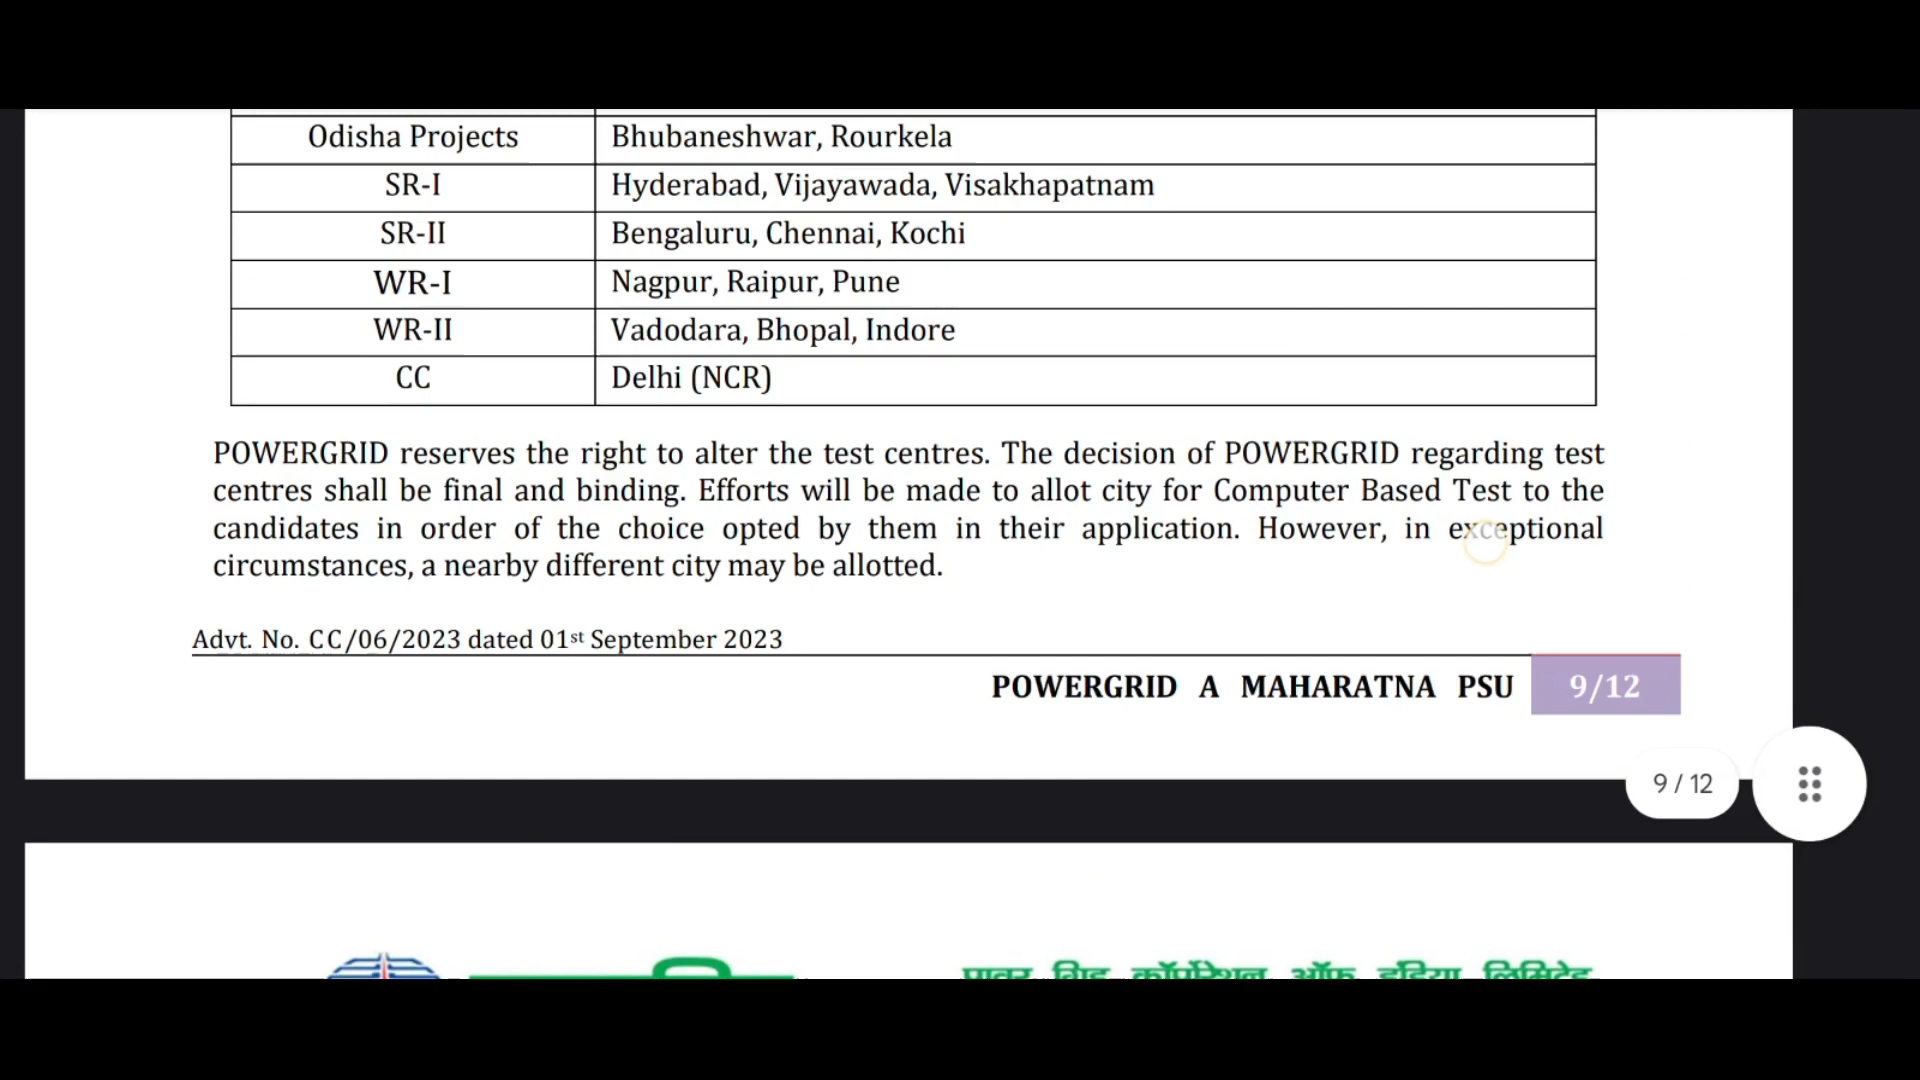 Odisha Projects Bhubaneshwar, Rourkela
SR-I Hyderabad, Vijayawada, Visakhapatnam
SR-II Bengaluru, Chennai, Kochi
WR-I Nagpur, Raipur, Pune
WR-II Vadodara, Bhopal, Indore
CC Delhi (NCR)
POWERGRID reserves the right to alter the test centres. The decision of POWERGRID regarding test
centres shall be final and binding. Efforts will be made to allot city for Computer Based Test to the
candidates in order of the choice opted by them in their application. However, in exceptional
circumstances, a nearby different city may be allotted.
Advt. No. CC/06/2023 dated 01st September 2023
POWERGRID A MAHARATNA PSU 9/12
9 / 12
पावर ग्रिड कॉर्पोरेशन ऑफ इंडिया लिमिटेड